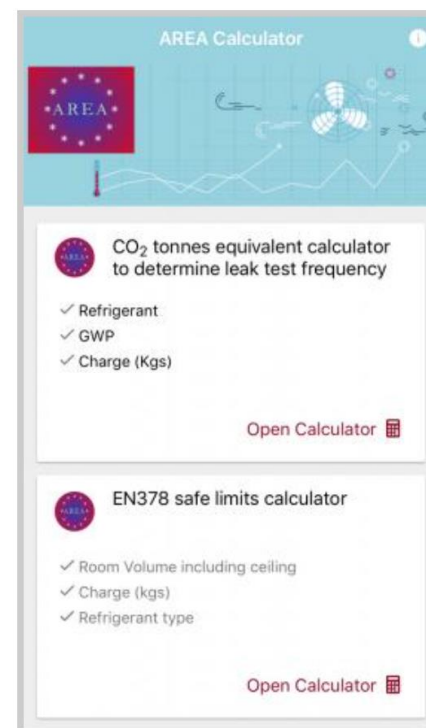 AREA Calculator
AREA
CO₂ tonnes equivalent calculator
to determine leak test frequency
✓ Refrigerant
✓ GWP
✓ Charge (Kgs)
Open Calculator
EN378 safe limits calculator
✓ Room Volume including ceiling
✓ Charge (kgs)
✓ Refrigerant type
Open Calculator